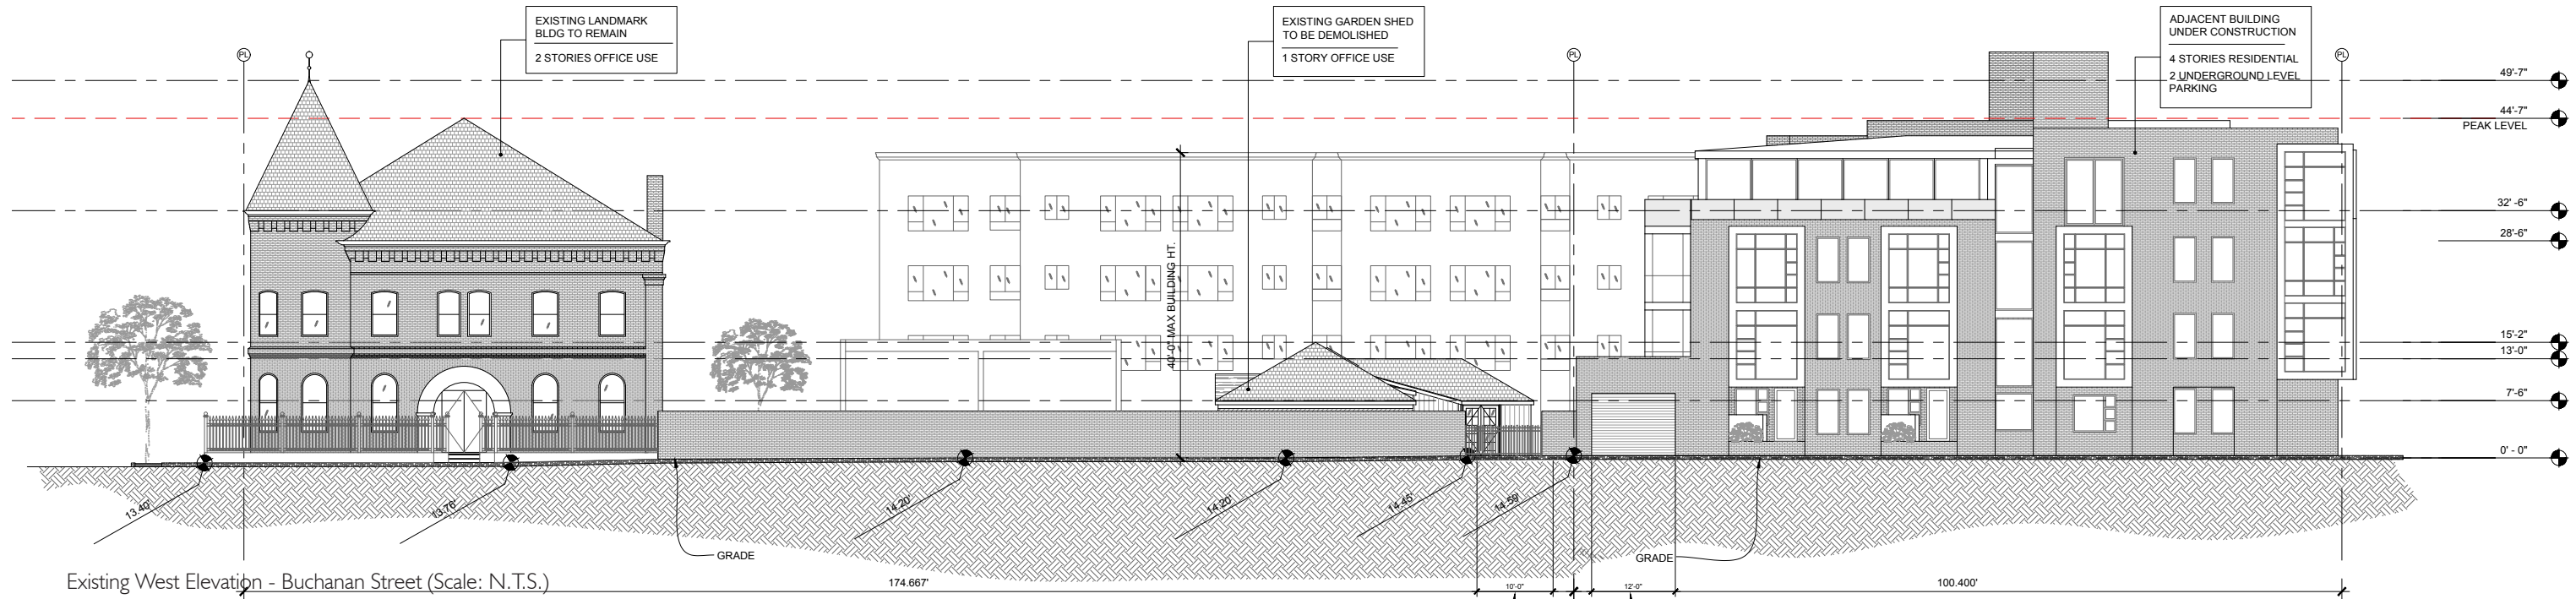 EXISTING LANDMARK
BLDG TO REMAIN
2 STORIES OFFICE USE
EXISTING GARDEN SHED
TO BE DEMOLISHED
1 STORY OFFICE USE
ADJACENT BUILDING
UNDER CONSTRUCTION
4 STORIES RESIDENTIAL
2 UNDERGROUND LEVEL
PARKING
PL
PL
PL
49'-7"
44'-7"
PEAK LEVEL
32' -6"
28'-6"
15'-2"
13'-0"
7'-6"
0' - 0"
40'-0" MAX BUILDING HT.
13.40'
13.76'
14.20'
14.20'
14.45'
14.59'
GRADE
GRADE
Existing West Elevation - Buchanan Street (Scale: N.T.S.)
174.667'
10'-0"
12'-0"
100.400'